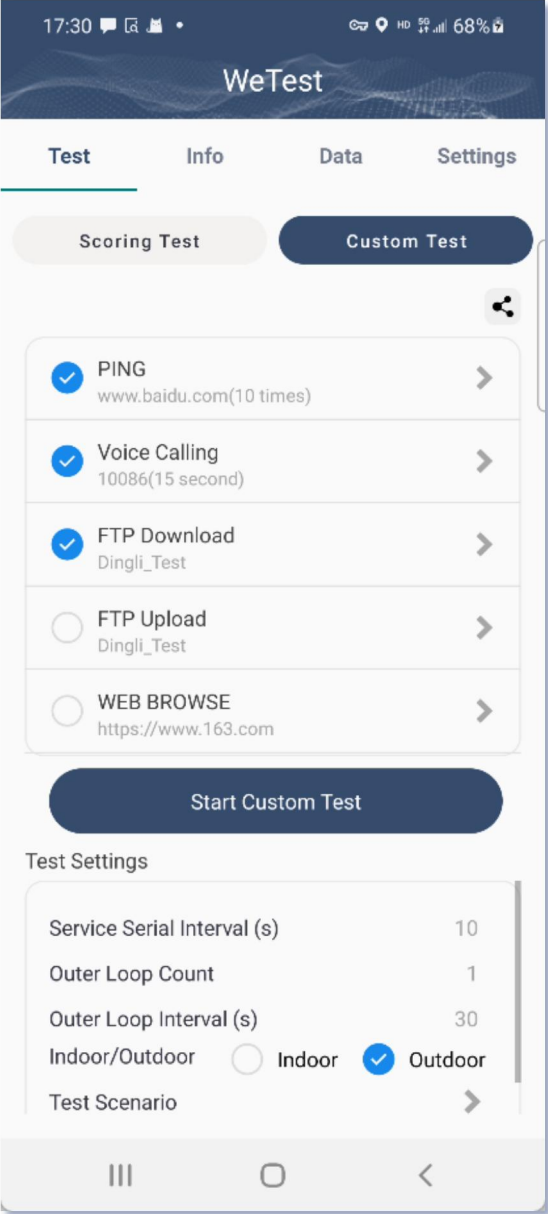 17:30 HD 5G 68%
WeTest
Test Info Data Settings
Scoring Test Custom Test
PING
www.baidu.com(10 times)
Voice Calling
10086(15 second)
FTP Download
Dingli_Test
FTP Upload
Dingli_Test
WEB BROWSE
https://www.163.com
Start Custom Test
Test Settings
Service Serial Interval (s) 10
Outer Loop Count 1
Outer Loop Interval (s) 30
Indoor/Outdoor Indoor Outdoor
Test Scenario